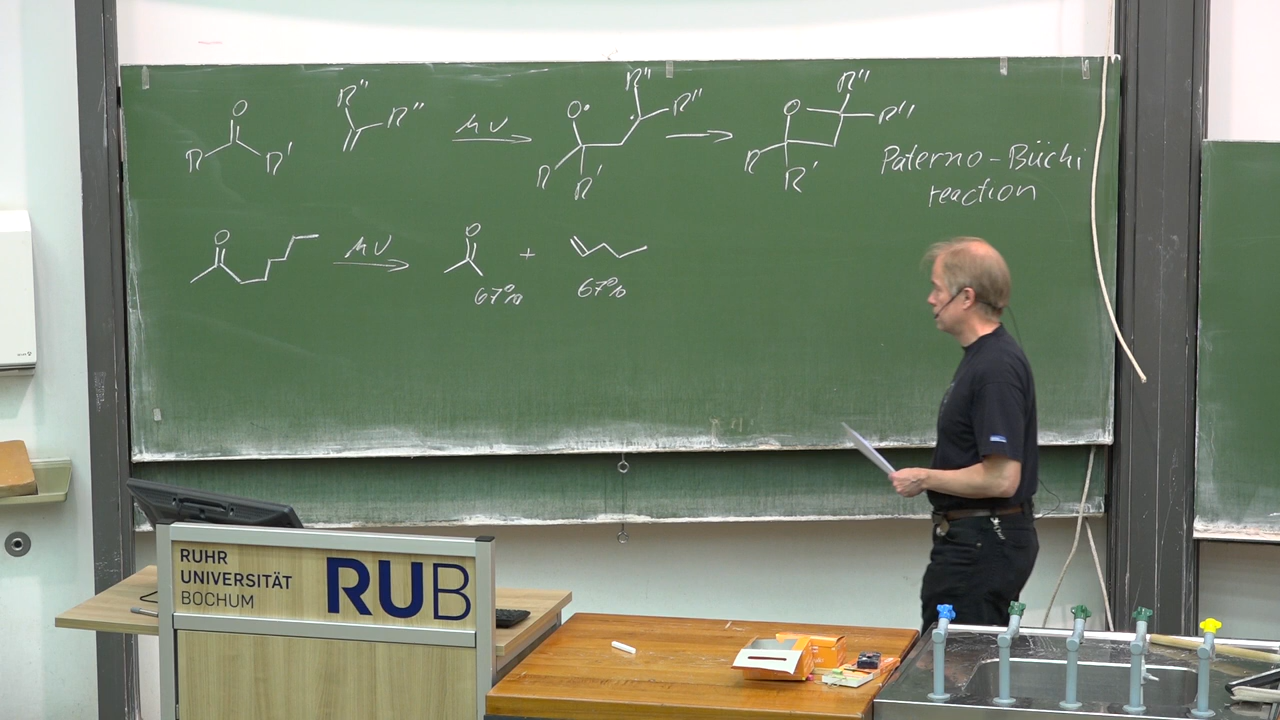 O R R' R" R" hν O• R R' R" R" O R R' R" R"
Paterno-Büchi
reaction
O hν O +
67% 67%
RUHR
UNIVERSITÄT
BOCHUM
RUB